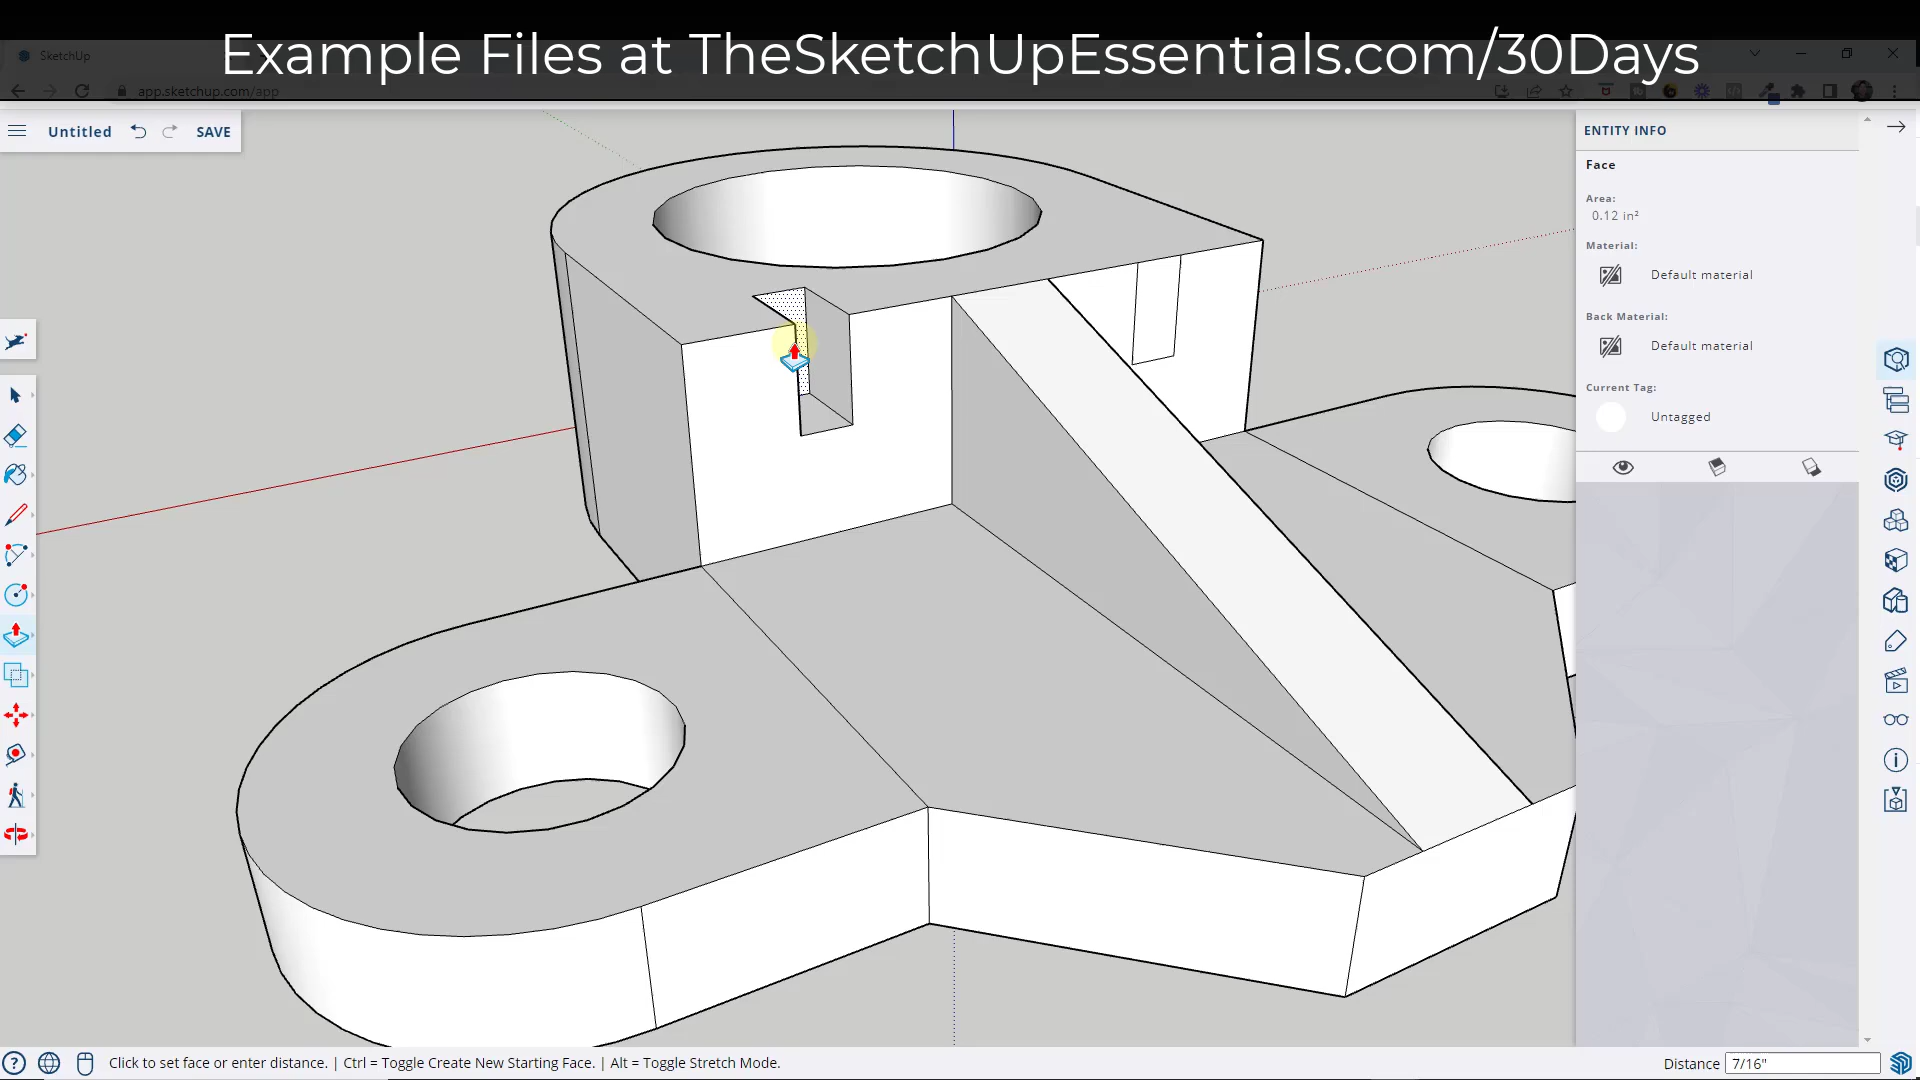 Example Files at TheSketchUpEssentials.com/30Days
SketchUp
app.sketchup.com/app
Untitled
SAVE
ENTITY INFO
Face
Area:
0.12 in²
Material:
Default material
Back Material:
Default material
Current Tag:
Untagged
Click to set face or enter distance. | Ctrl = Toggle Create New Starting Face. | Alt = Toggle Stretch Mode.
Distance 7/16"